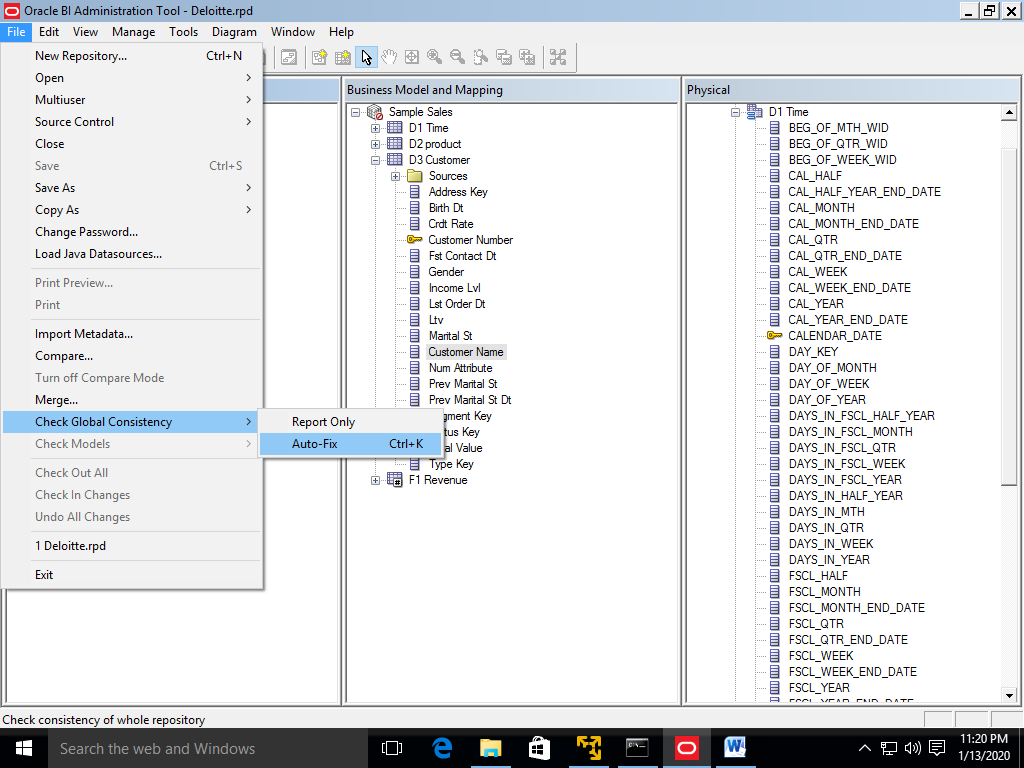 Oracle BI Administration Tool - Deloitte.rpd
File Edit View Manage Tools Diagram Window Help
New Repository... Ctrl+N
Open
Multiuser
Source Control
Close
Save Ctrl+S
Save As
Copy As
Change Password...
Load Java Datasources...
Print Preview...
Print
Import Metadata...
Compare...
Turn off Compare Mode
Merge...
Check Global Consistency
Check Models
Check Out All
Check In Changes
Undo All Changes
1 Deloitte.rpd
Exit
Report Only
Auto-Fix Ctrl+K
Business Model and Mapping
Sample Sales
D1 Time
D2 product
D3 Customer
Sources
Address Key
Birth Dt
Crdt Rate
Customer Number
Fst Contact Dt
Gender
Income Lvl
Lst Order Dt
Ltv
Marital St
Customer Name
Num Attribute
Prev Marital St
Prev Marital St Dt
gment Key
tus Key
al Value
Type Key
F1 Revenue
Physical
D1 Time
BEG_OF_MTH_WID
BEG_OF_QTR_WID
BEG_OF_WEEK_WID
CAL_HALF
CAL_HALF_YEAR_END_DATE
CAL_MONTH
CAL_MONTH_END_DATE
CAL_QTR
CAL_QTR_END_DATE
CAL_WEEK
CAL_WEEK_END_DATE
CAL_YEAR
CAL_YEAR_END_DATE
CALENDAR_DATE
DAY_KEY
DAY_OF_MONTH
DAY_OF_WEEK
DAY_OF_YEAR
DAYS_IN_FSCL_HALF_YEAR
DAYS_IN_FSCL_MONTH
DAYS_IN_FSCL_QTR
DAYS_IN_FSCL_WEEK
DAYS_IN_FSCL_YEAR
DAYS_IN_HALF_YEAR
DAYS_IN_MTH
DAYS_IN_QTR
DAYS_IN_WEEK
DAYS_IN_YEAR
FSCL_HALF
FSCL_MONTH
FSCL_MONTH_END_DATE
FSCL_QTR
FSCL_QTR_END_DATE
FSCL_WEEK
FSCL_WEEK_END_DATE
FSCL_YEAR
FSCL_YEAR_END_DATE
Check consistency of whole repository
Search the web and Windows
11:20 PM
1/13/2020